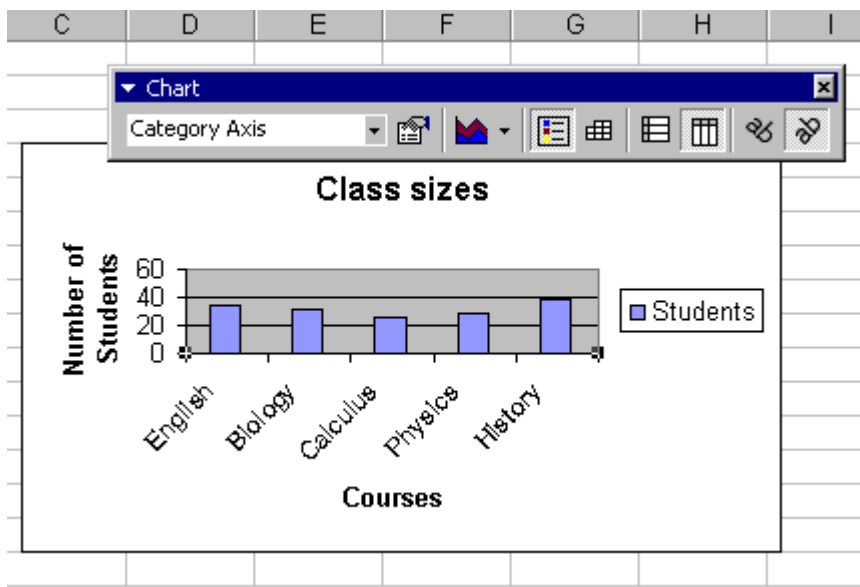 C D E F G H I
Chart
Category Axis
Class sizes
Number of
Students
60
40
20
0
English Biology Calculus Physics History
Students
Courses